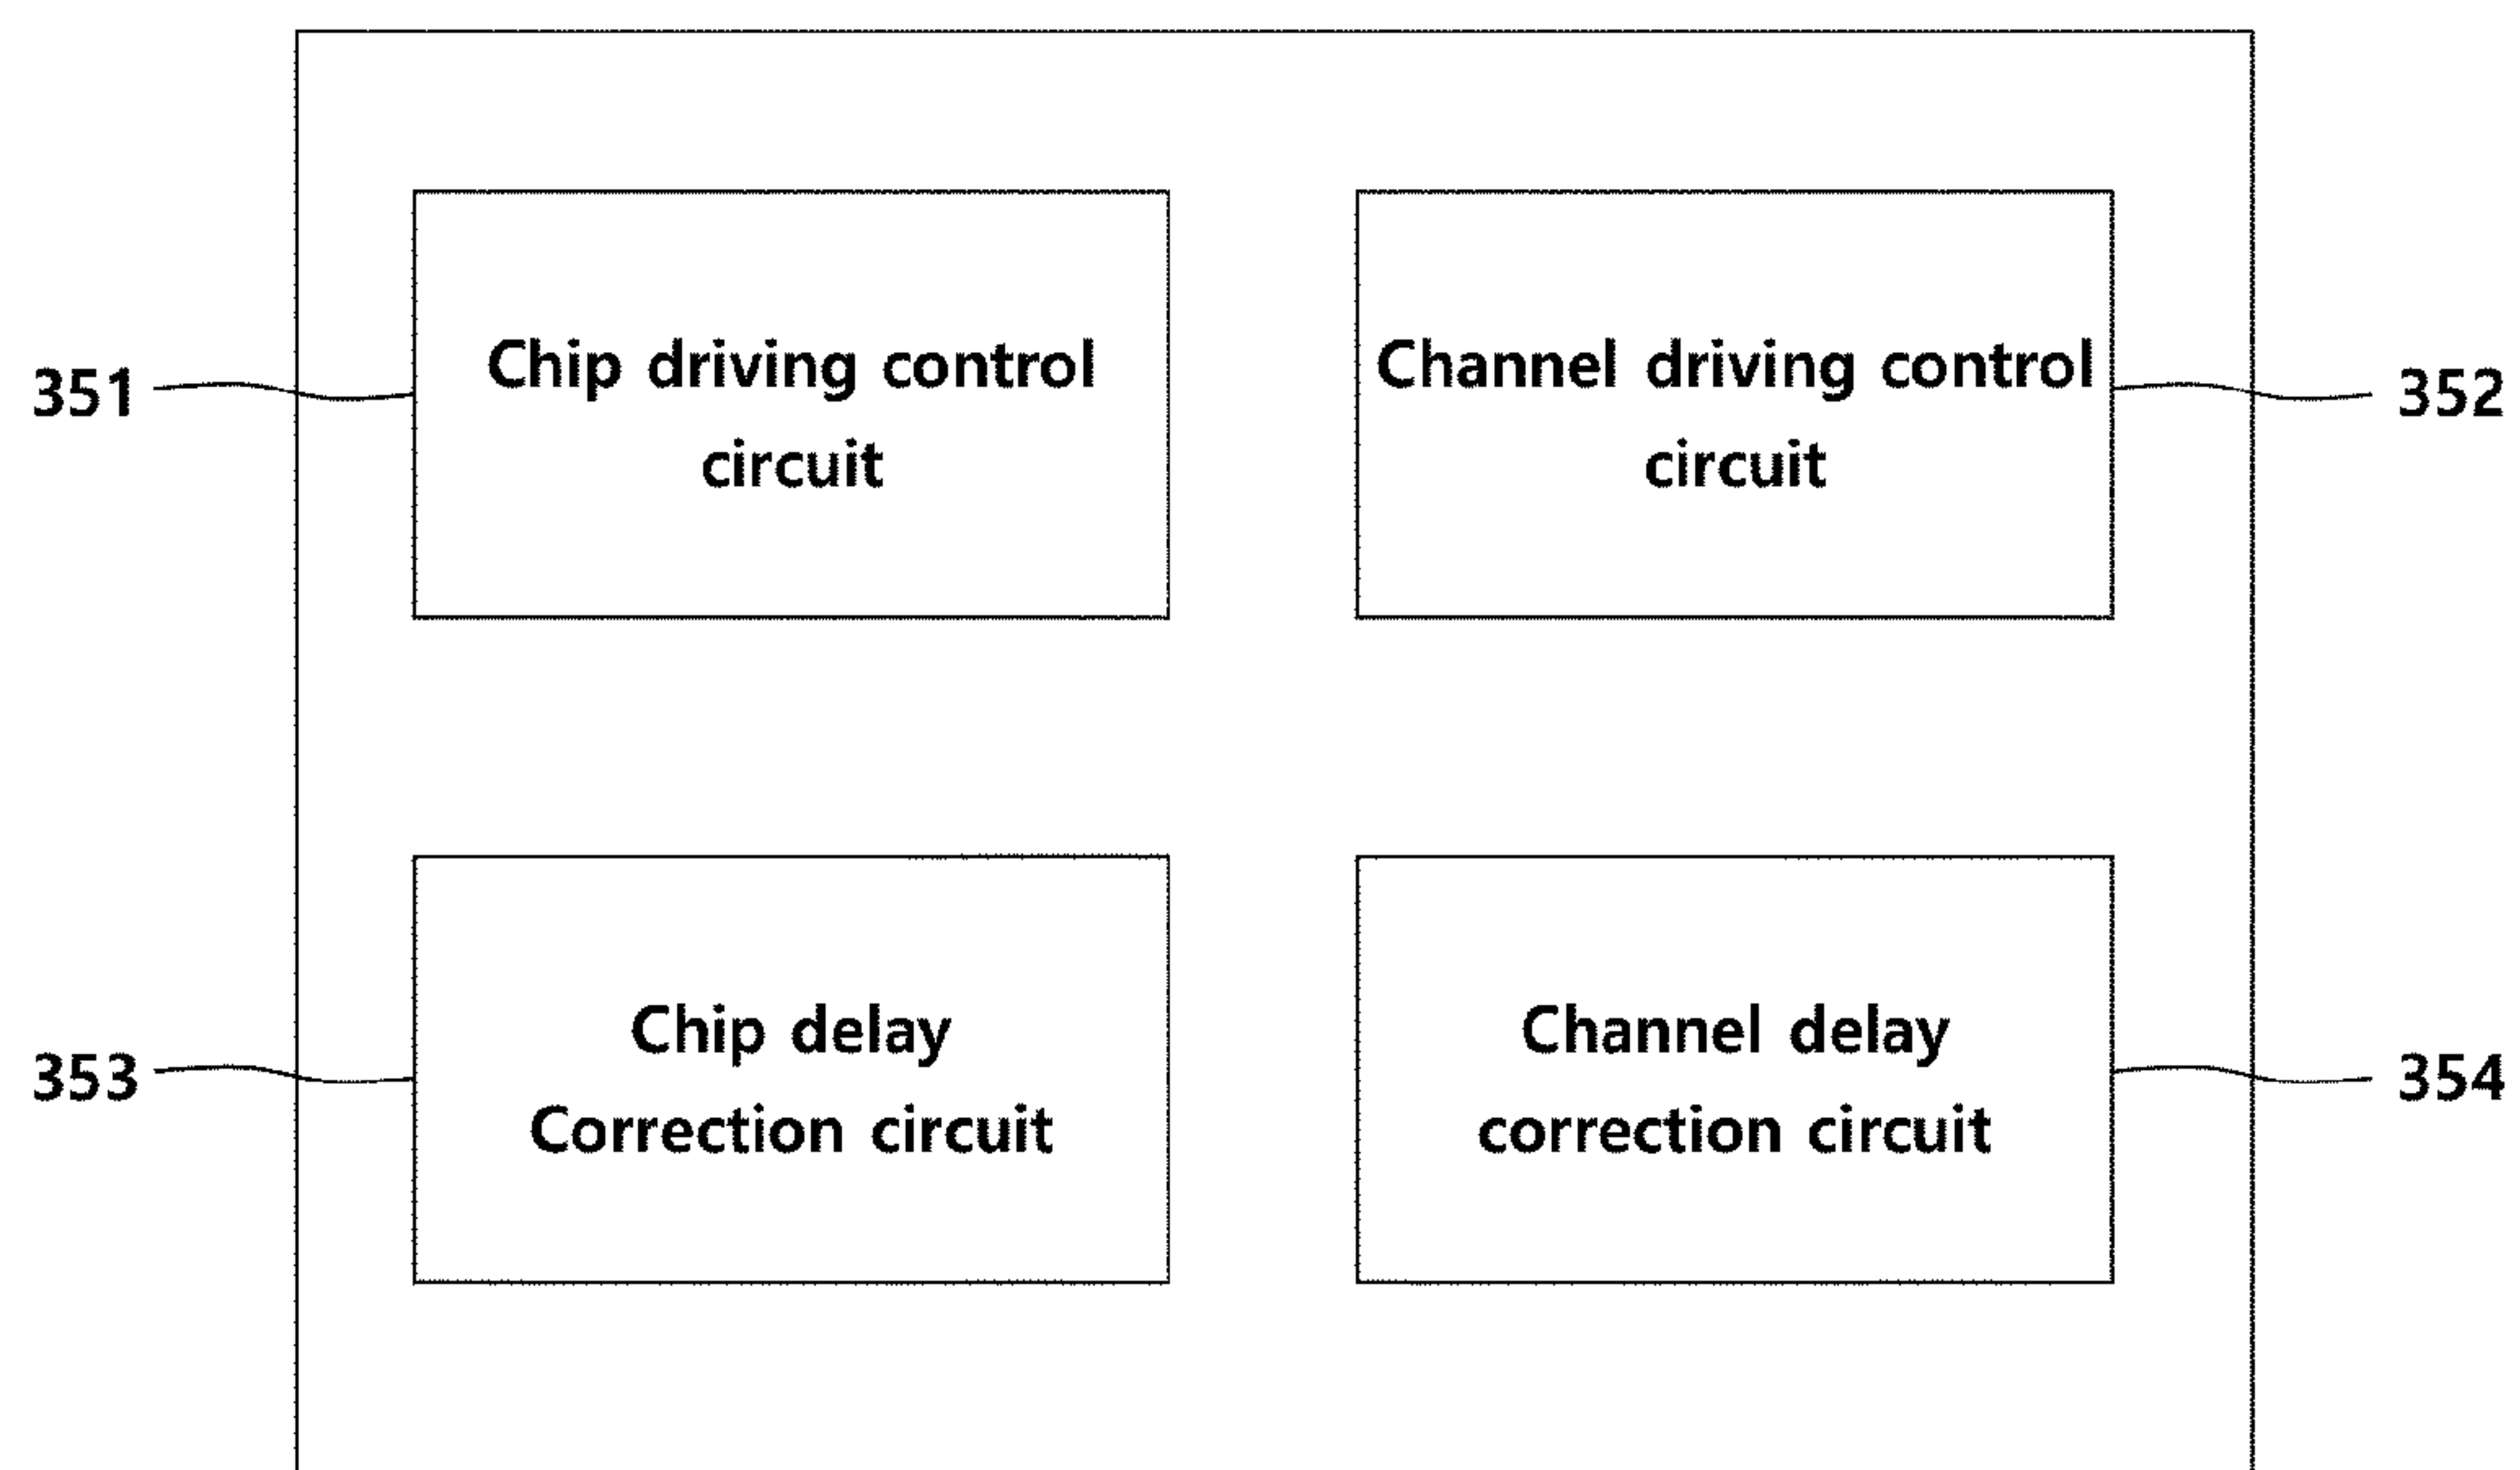 351
Chip driving control
circuit
Channel driving control
circuit
352
353
Chip delay
Correction circuit
Channel delay
correction circuit
354